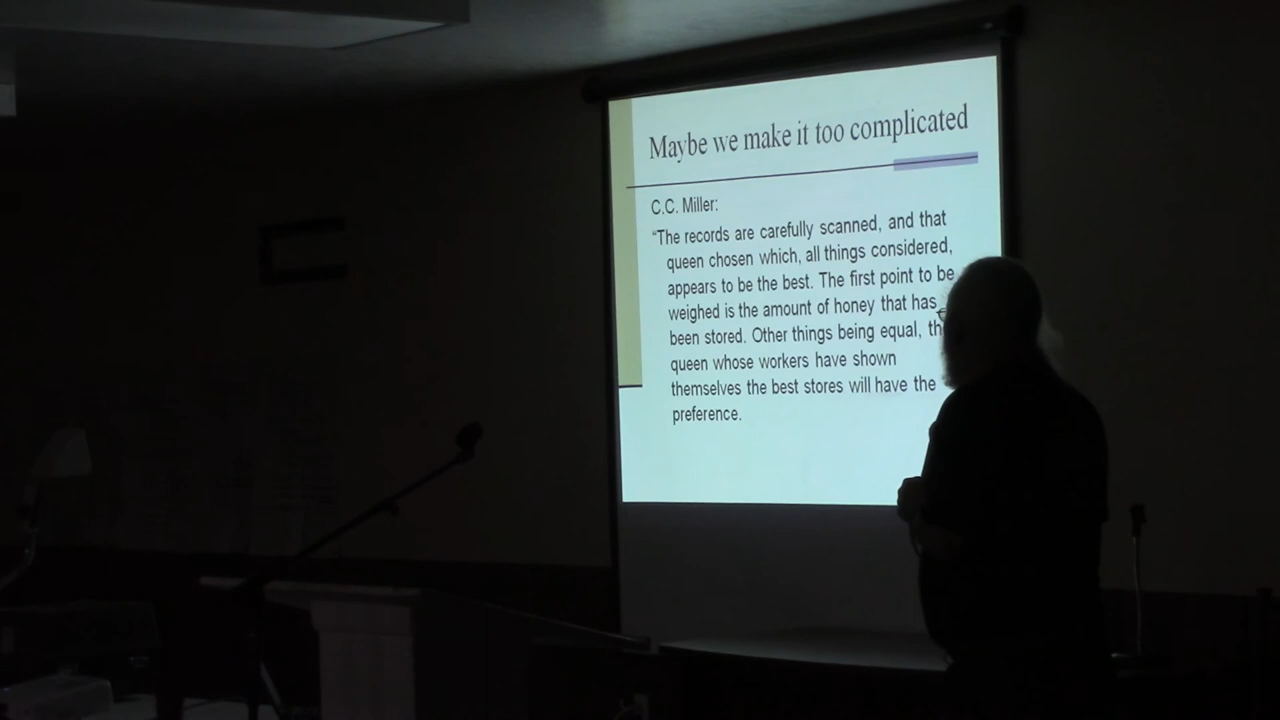 Maybe we make it too complicated
C.C. Miller:
“The records are carefully scanned, and that
queen chosen which, all things considered,
appears to be the best. The first point to be
weighed is the amount of honey that has
been stored. Other things being equal,
queen whose workers have shown
themselves the best stores will have the
preference.